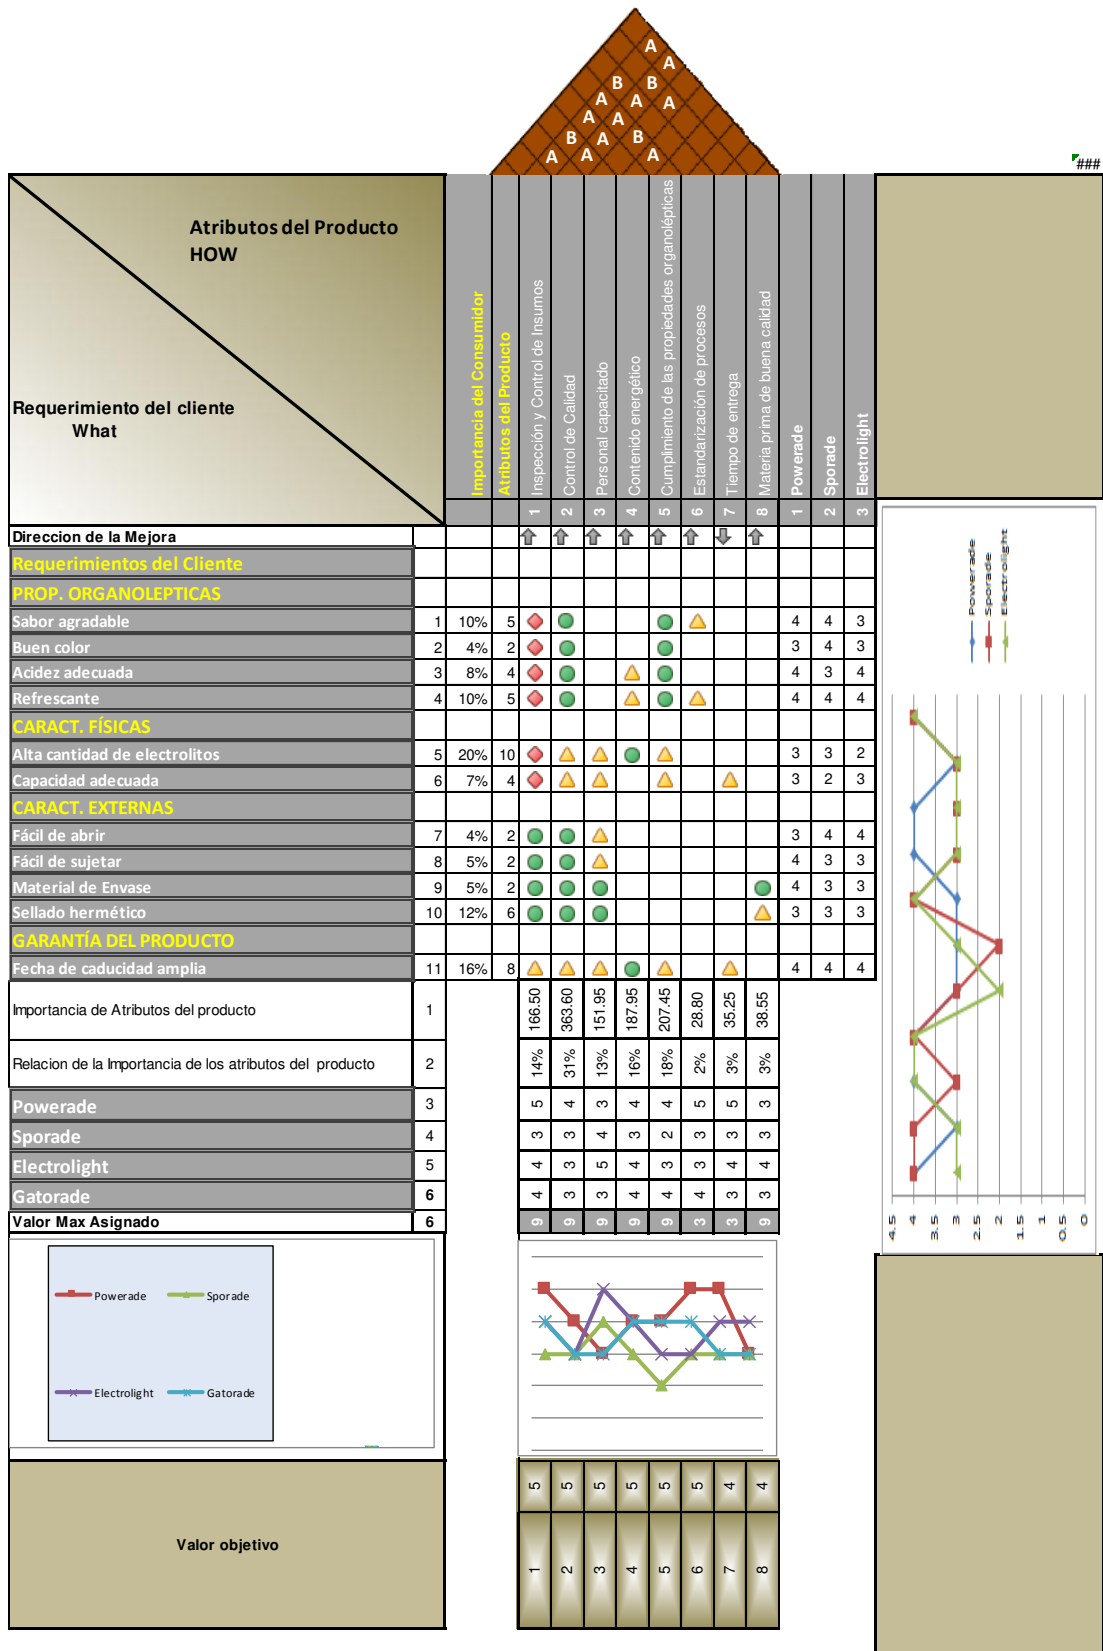 A
A
B B
A A A
A A
B A B
A A A
###
Atributos del Producto
HOW
Requerimiento del cliente
What
Importancia del Consumidor
Atributos del Producto
Inspección y Control de Insumos
Control de Calidad
Personal capacitado
Contenido energético
Cumplimiento de las propiedades organolépticas
Estandarización de procesos
Tiempo de entrega
Materia prima de buena calidad
Powerade
Sporade
Electrolight
1 2 3 4 5 6 7 8 1 2 3
Direccion de la Mejora
Requerimientos del Cliente
PROP. ORGANOLEPTICAS
Sabor agradable 1 10% 5 4 4 3
Buen color 2 4% 2 3 4 3
Acidez adecuada 3 8% 4 4 3 4
Refrescante 4 10% 5 4 4 4
CARACT. FÍSICAS
Alta cantidad de electrolitos 5 20% 10 3 3 2
Capacidad adecuada 6 7% 4 3 2 3
CARACT. EXTERNAS
Fácil de abrir 7 4% 2 3 4 4
Fácil de sujetar 8 5% 2 4 3 3
Material de Envase 9 5% 2 4 3 3
Sellado hermético 10 12% 6 3 3 3
GARANTÍA DEL PRODUCTO
Fecha de caducidad amplia 11 16% 8 4 4 4
Importancia de Atributos del producto 1 166.50 363.60 151.95 187.95 207.45 28.80 35.25 38.55
Relacion de la Importancia de los atributos del producto 2 14% 31% 13% 16% 18% 2% 3% 3%
Powerade 3 5 4 3 4 4 5 5 3
Sporade 4 3 3 4 3 2 3 3 3
Electrolight 5 4 3 5 4 3 3 4 4
Gatorade 6 4 3 3 4 4 4 3 3
Valor Max Asignado 6 9 9 9 9 9 3 3 9
Powerade
Sporade
Electrolight
4.5
4
3.5
3
2.5
2
1.5
1
0.5
0
Powerade Sporade
Electrolight Gatorade
5 5 5 5 5 5 4 4
Valor objetivo
1 2 3 4 5 6 7 8